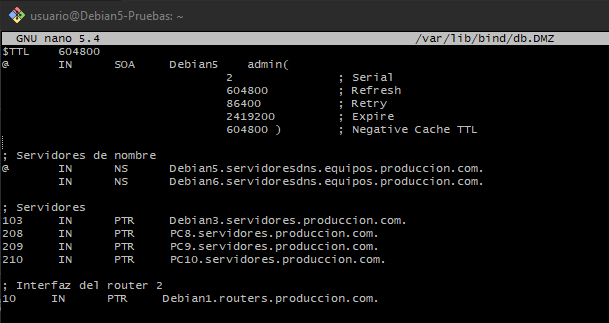 usuario@Debian5-Pruebas: ~
GNU nano 5.4 /var/lib/bind/db.DMZ
$TTL 604800
@ IN SOA Debian5 admin(
2 ; Serial
604800 ; Refresh
86400 ; Retry
2419200 ; Expire
604800 ) ; Negative Cache TTL
; Servidores de nombre
@ IN NS Debian5.servidoresdns.equipos.produccion.com.
IN NS Debian6.servidoresdns.equipos.produccion.com.
; Servidores
103 IN PTR Debian3.servidores.produccion.com.
208 IN PTR PC8.servidores.produccion.com.
209 IN PTR PC9.servidores.produccion.com.
210 IN PTR PC10.servidores.produccion.com.
; Interfaz del router 2
10 IN PTR Debian1.routers.produccion.com.